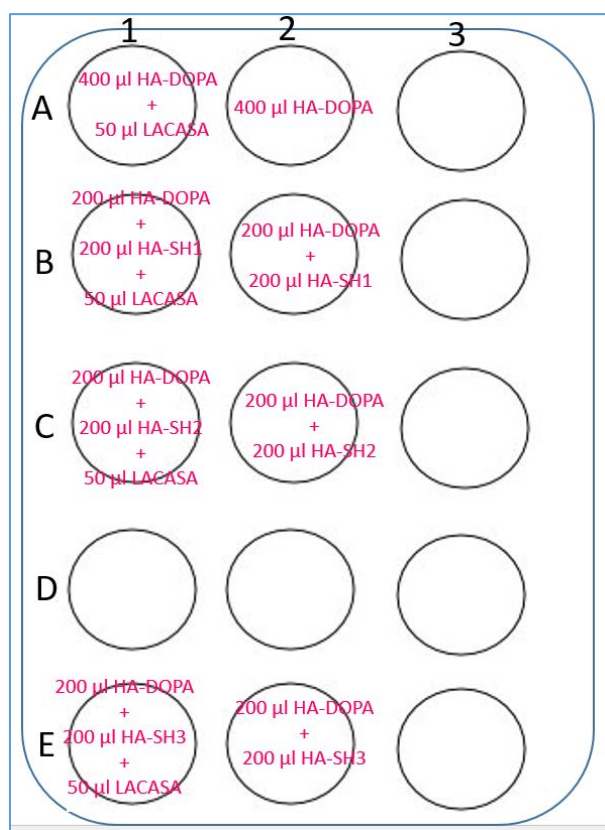 1 2 3
A
400 µl HA-DOPA
+
50 µl LACASA
400 µl HA-DOPA
B
200 µl HA-DOPA
+
200 µl HA-SH1
+
50 µl LACASA
200 µl HA-DOPA
+
200 µl HA-SH1
C
200 µl HA-DOPA
+
200 µl HA-SH2
+
50 µl LACASA
200 µl HA-DOPA
+
200 µl HA-SH2
D
E
200 µl HA-DOPA
+
200 µl HA-SH3
+
50 µl LACASA
200 µl HA-DOPA
+
200 µl HA-SH3